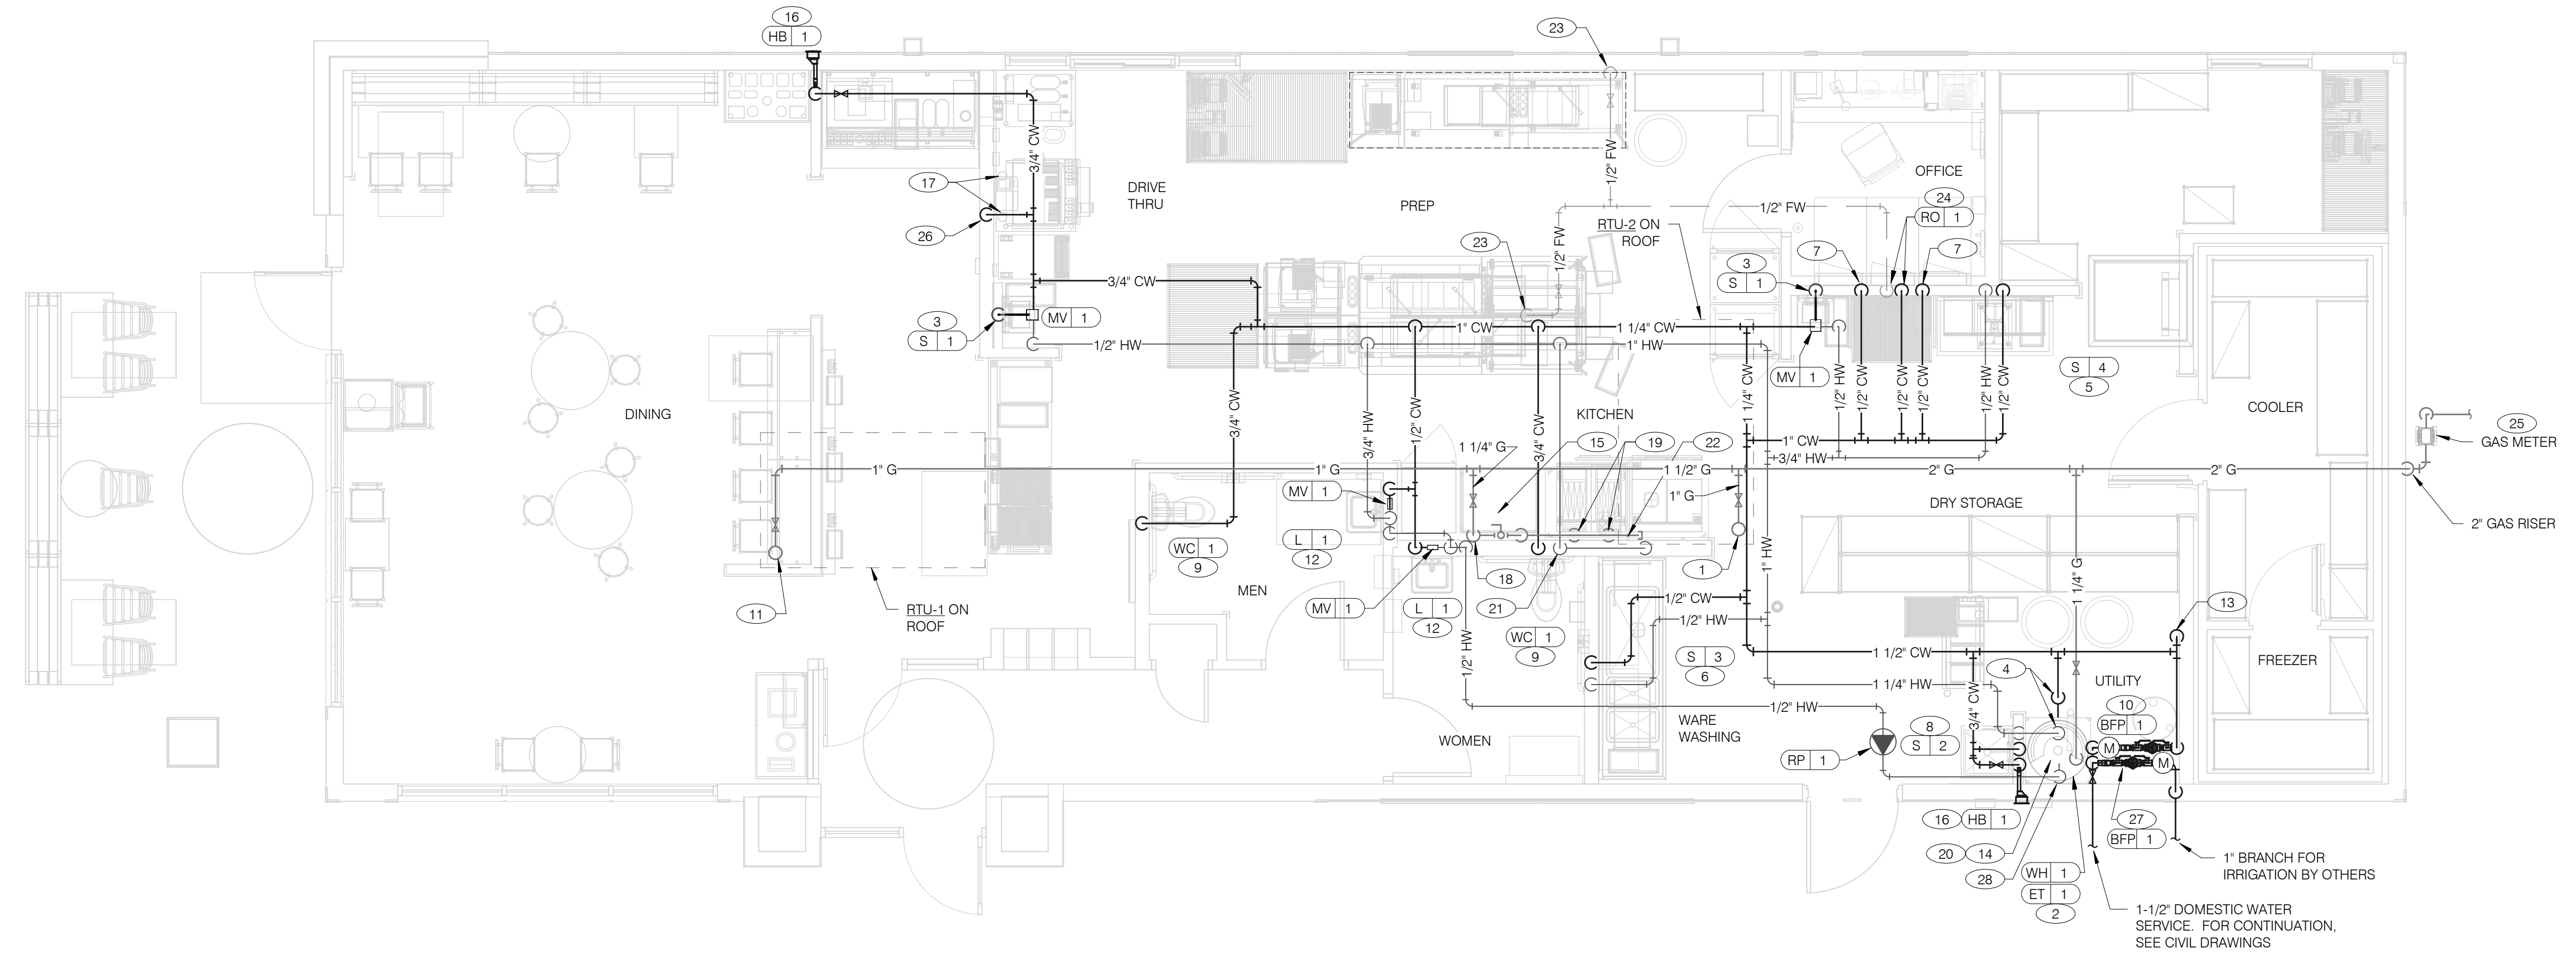 16
HB 1
23
3/4" CW
1/2" FW
17
26
DRIVE
THRU
PREP
OFFICE
24
RO 1
1/2" FW
RTU-2 ON
ROOF
23
1/2" FW
7
7
3
S 1
3/4" CW
3
S 1
MV 1
1" CW
1 1/4" CW
1/2" HW
1" HW
MV 1
1/2" HW
1/2" CW
1/2" CW
1/2" CW
1/2" HW
1/2" CW
S 4
5
DINING
3/4" CW
3/4" HW
1/2" CW
3/4" CW
KITCHEN
1 1/4" CW
COOLER
1 1/4" G
15
19
22
1" CW
3/4" HW
25
GAS METER
1" G
1" G
1 1/2" G
2" G
2" G
MV 1
1" G
DRY STORAGE
2" GAS RISER
WC 1
9
L 1
12
1" HW
18
1
MEN
11
RTU-1 ON
ROOF
MV 1
L 1
12
21
WC 1
9
1/2" CW
1/2" HW
1 1/4" G
13
1/2" HW
S 3
6
1 1/2" CW
FREEZER
4
1 1/4" HW
UTILITY
1/2" HW
3/4" CW
10
BFP 1
WOMEN
WARE
WASHING
8
S 2
M
M
RP 1
16
HB 1
27
BFP 1
20
14
28
WH 1
ET 1
2
1" BRANCH FOR
IRRIGATION BY OTHERS
1-1/2" DOMESTIC WATER
SERVICE. FOR CONTINUATION,
SEE CIVIL DRAWINGS